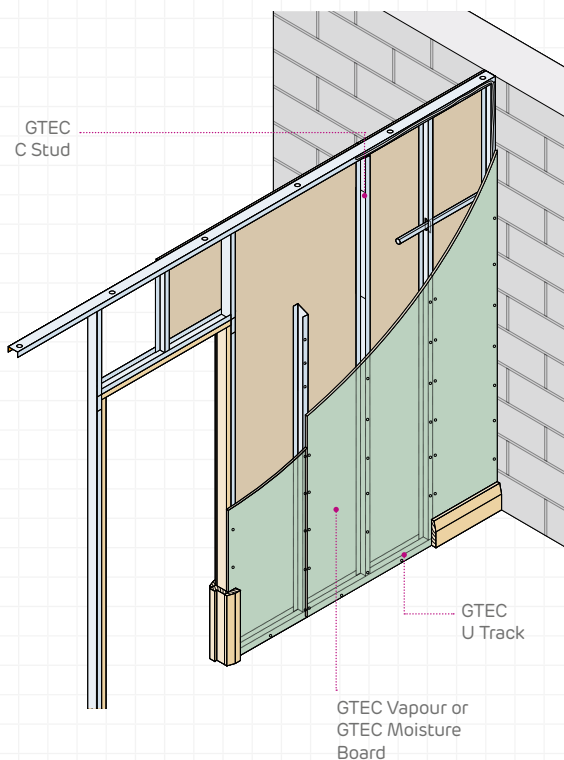 GTEC
C Stud
GTEC
U Track
GTEC Vapour or
GTEC Moisture
Board